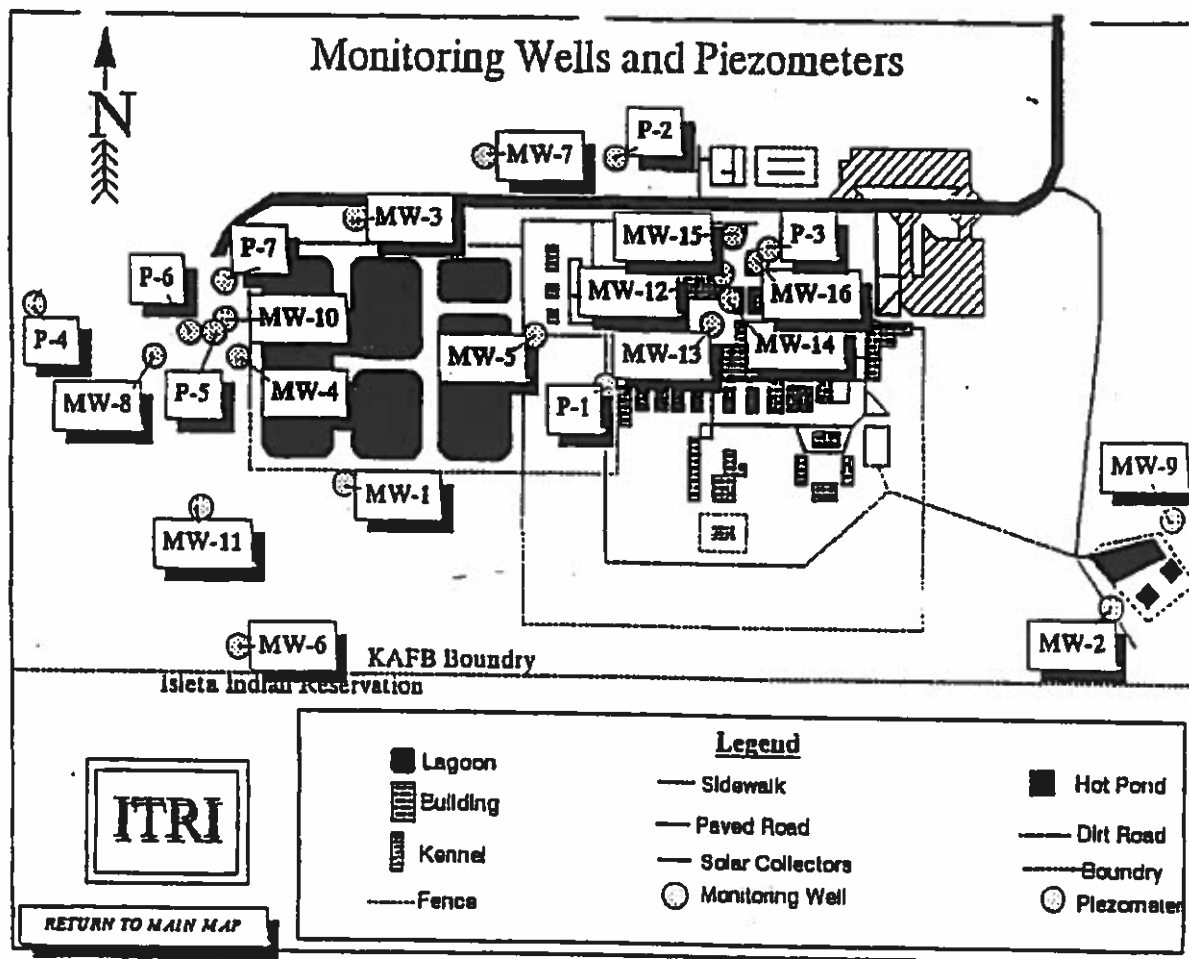 Monitoring Wells and Piezometers
N
P-2
MW-7
MW-3
MW-15
P-3
P-7
P-6
MW-12
MW-16
MW-10
P-4
MW-5
MW-13
MW-14
MW-8
P-5
MW-4
P-1
MW-9
MW-1
MW-11
MW-2
MW-6
KAFB Boundry
Isleta Indian Reservation
Legend
Lagoon
Building
Kennel
Fence
Sidewalk
Paved Road
Solar Collectors
Monitoring Well
Hot Pond
Dirt Road
Boundry
Piezometer
ITRI
RETURN TO MAIN MAP